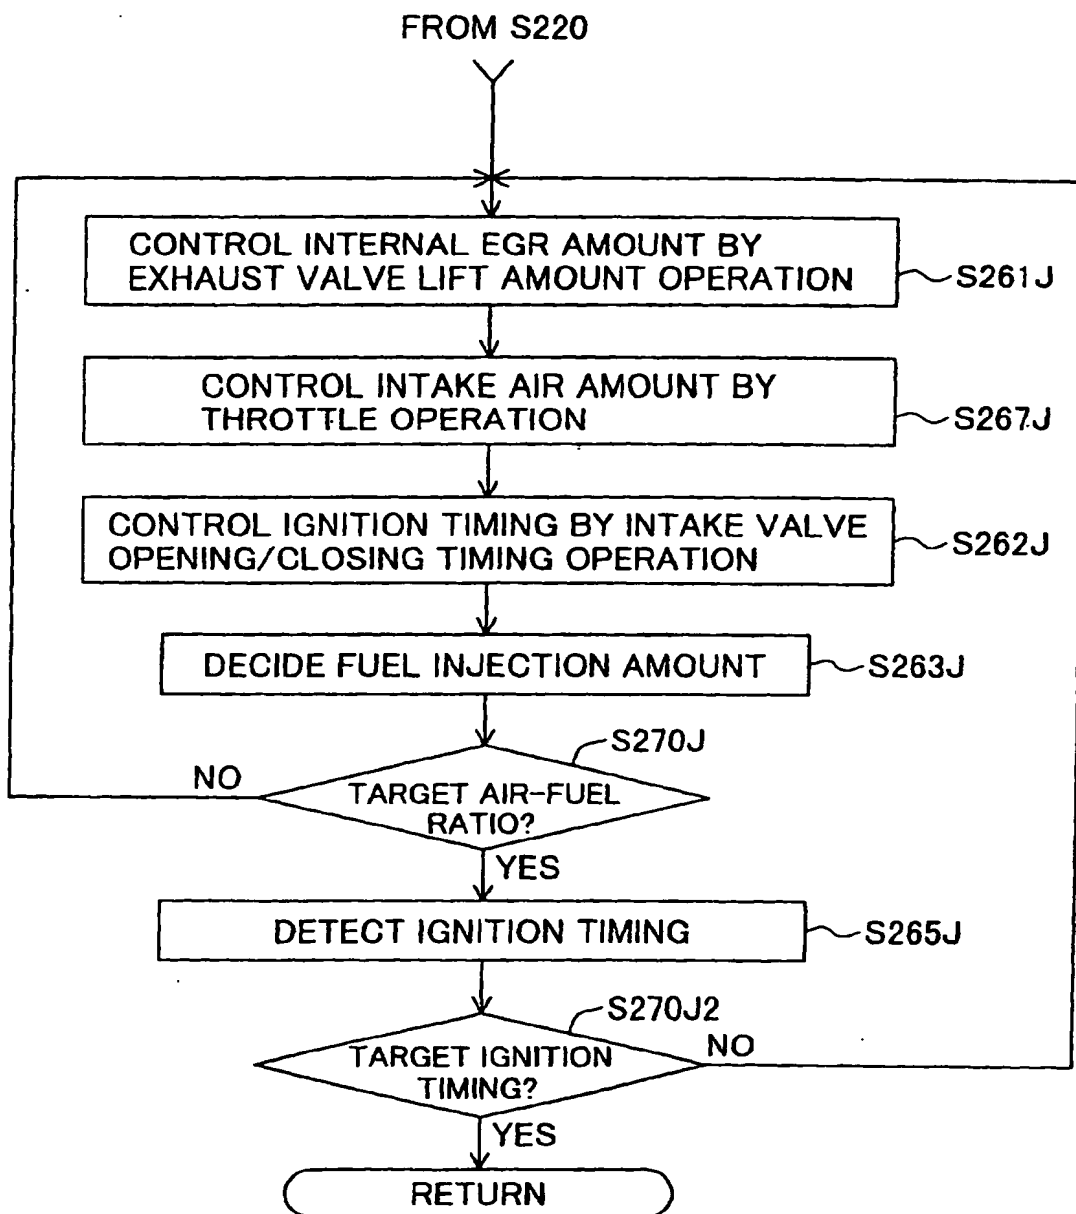 FROM S220
CONTROL INTERNAL EGR AMOUNT BY
EXHAUST VALVE LIFT AMOUNT OPERATION
S261J
CONTROL INTAKE AIR AMOUNT BY
THROTTLE OPERATION
S267J
CONTROL IGNITION TIMING BY INTAKE VALVE
OPENING/CLOSING TIMING OPERATION
S262J
DECIDE FUEL INJECTION AMOUNT
S263J
S270J
NO
TARGET AIR-FUEL
RATIO?
YES
DETECT IGNITION TIMING
S265J
S270J2
NO
TARGET IGNITION
TIMING?
YES
RETURN